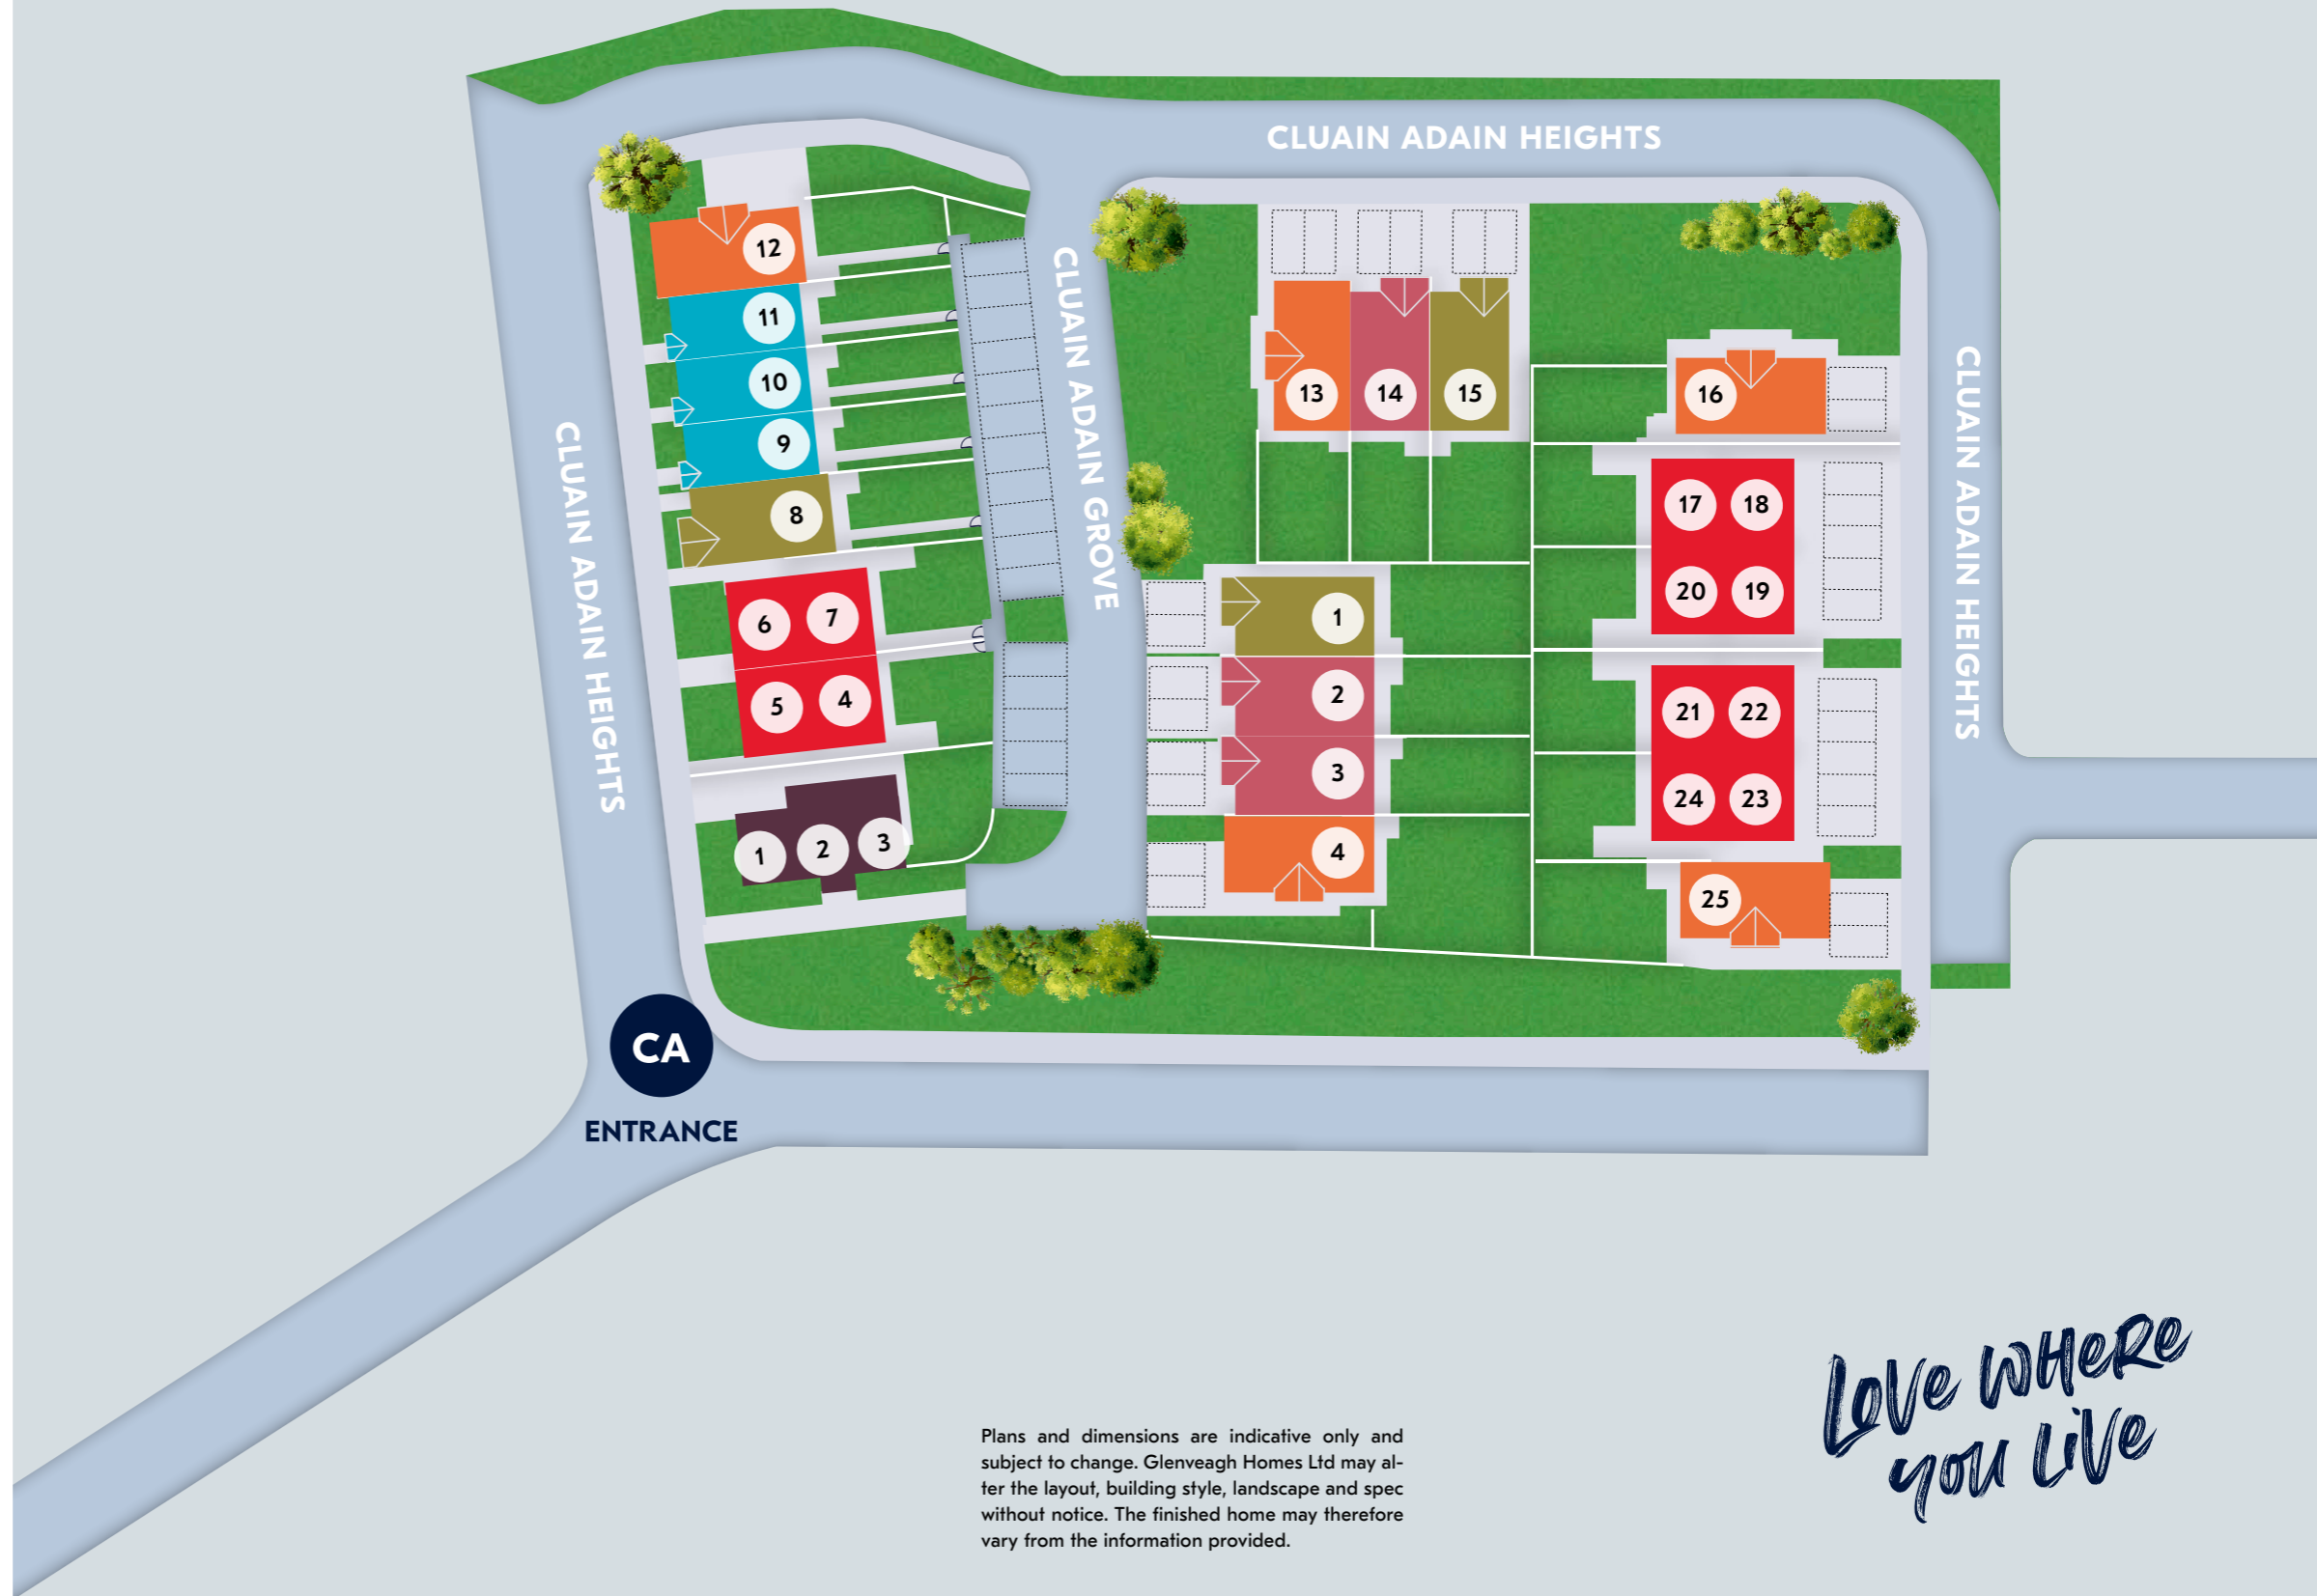 CLUAIN ADAIN HEIGHTS
12
11
10
9
8
6 7
5 4
1 2 3
CLUAIN ADAIN HEIGHTS
CLUAIN ADAIN GROVE
13 14 15
1
2
3
4
16
17 18
20 19
21 22
24 23
25
CLUAIN ADAIN HEIGHTS
CA
ENTRANCE
Plans and dimensions are indicative only and
subject to change. Glenveagh Homes Ltd may al-
ter the layout, building style, landscape and spec
without notice. The finished home may therefore
vary from the information provided.
LOVE WHERE
YOU LIVE